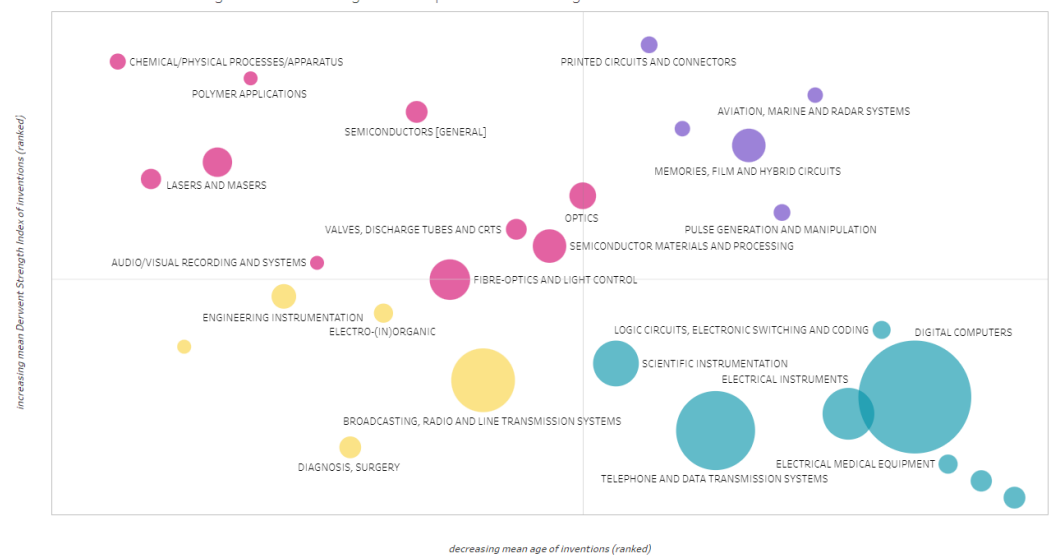 CHEMICAL/PHYSICAL PROCESSES/APPARATUS
PRINTED CIRCUITS AND CONNECTORS
POLYMER APPLICATIONS
AVIATION, MARINE AND RADAR SYSTEMS
SEMICONDUCTORS [GENERAL]
MEMORIES, FILM AND HYBRID CIRCUITS
LASERS AND MASERS
OPTICS
VALVES, DISCHARGE TUBES AND CRTS
PULSE GENERATION AND MANIPULATION
SEMICONDUCTOR MATERIALS AND PROCESSING
AUDIO/VISUAL RECORDING AND SYSTEMS
FIBRE-OPTICS AND LIGHT CONTROL
ENGINEERING INSTRUMENTATION
ELECTRO-(IN)ORGANIC
LOGIC CIRCUITS, ELECTRONIC SWITCHING AND CODING
DIGITAL COMPUTERS
SCIENTIFIC INSTRUMENTATION
ELECTRICAL INSTRUMENTS
BROADCASTING, RADIO AND LINE TRANSMISSION SYSTEMS
DIAGNOSIS, SURGERY
ELECTRICAL MEDICAL EQUIPMENT
TELEPHONE AND DATA TRANSMISSION SYSTEMS
increasing mean Derwent Strength Index of inventions (ranked)
decreasing mean age of inventions (ranked)